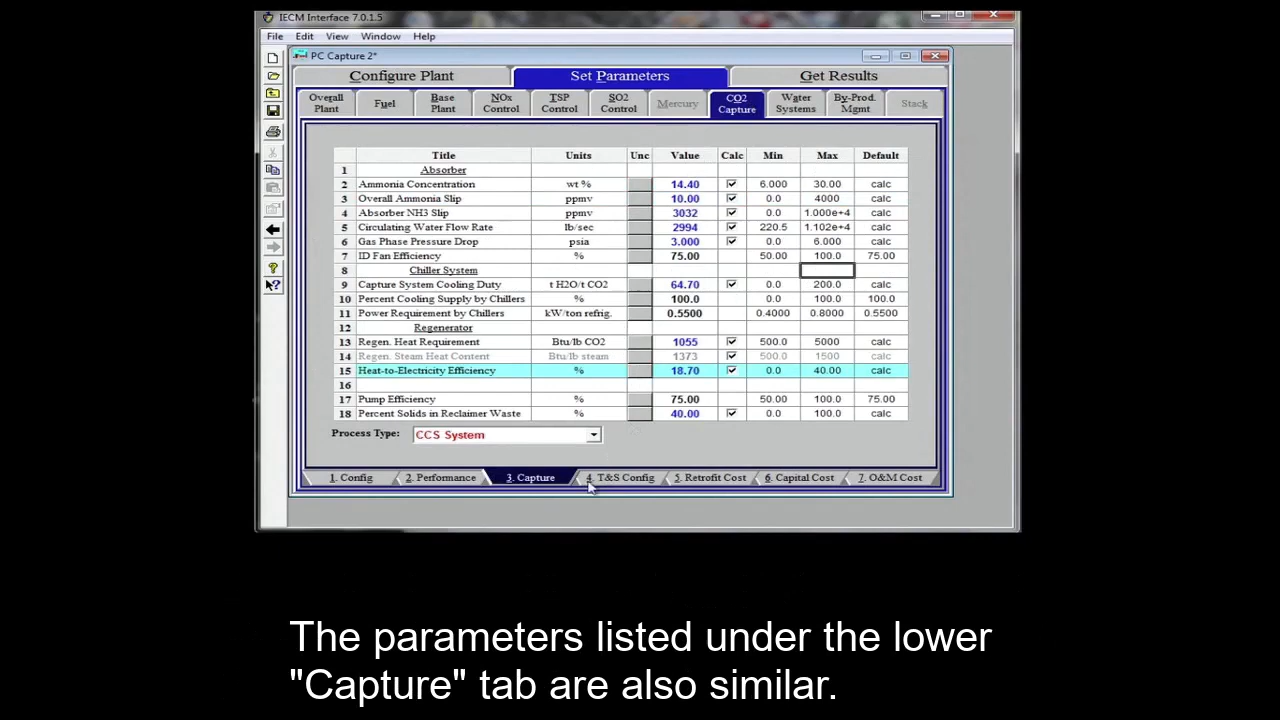 IECM Interface 7.0.1.5
File Edit View Window Help
PC Capture 2*
Configure Plant Set Parameters Get Results
Overall Plant Fuel Base Plant NOx Control TSP Control SO2 Control Mercury CO2 Capture Water Systems By-Prod. Mgmt Stack
Title Units Unc Value Calc Min Max Default
1 Absorber
2 Ammonia Concentration wt % 14.40 6.000 30.00 calc
3 Overall Ammonia Slip ppmv 10.00 0.0 4000 calc
4 Absorber NH3 Slip ppmv 3032 0.0 1.000e+4 calc
5 Circulating Water Flow Rate lb/sec 2994 220.5 1.102e+4 calc
6 Gas Phase Pressure Drop psia 3.000 0.0 6.000 calc
7 ID Fan Efficiency % 75.00 50.00 100.0 75.00
8 Chiller System
9 Capture System Cooling Duty t H2O/t CO2 64.70 0.0 200.0 calc
10 Percent Cooling Supply by Chillers % 100.0 0.0 100.0 100.0
11 Power Requirement by Chillers kW/ton refrig. 0.5500 0.4000 0.8000 0.5500
12 Regenerator
13 Regen. Heat Requirement Btu/lb CO2 1055 500.0 5000 calc
14 Regen. Steam Heat Content Btu/lb steam 1373 500.0 1500 calc
15 Heat-to-Electricity Efficiency % 18.70 0.0 40.00 calc
16
17 Pump Efficiency % 75.00 50.00 100.0 75.00
18 Percent Solids in Reclaimer Waste % 40.00 0.0 100.0 calc
Process Type: CCS System
1. Config 2. Performance 3. Capture 4. T&S Config 5. Retrofit Cost 6. Capital Cost 7. O&M Cost
The parameters listed under the lower
"Capture" tab are also similar.